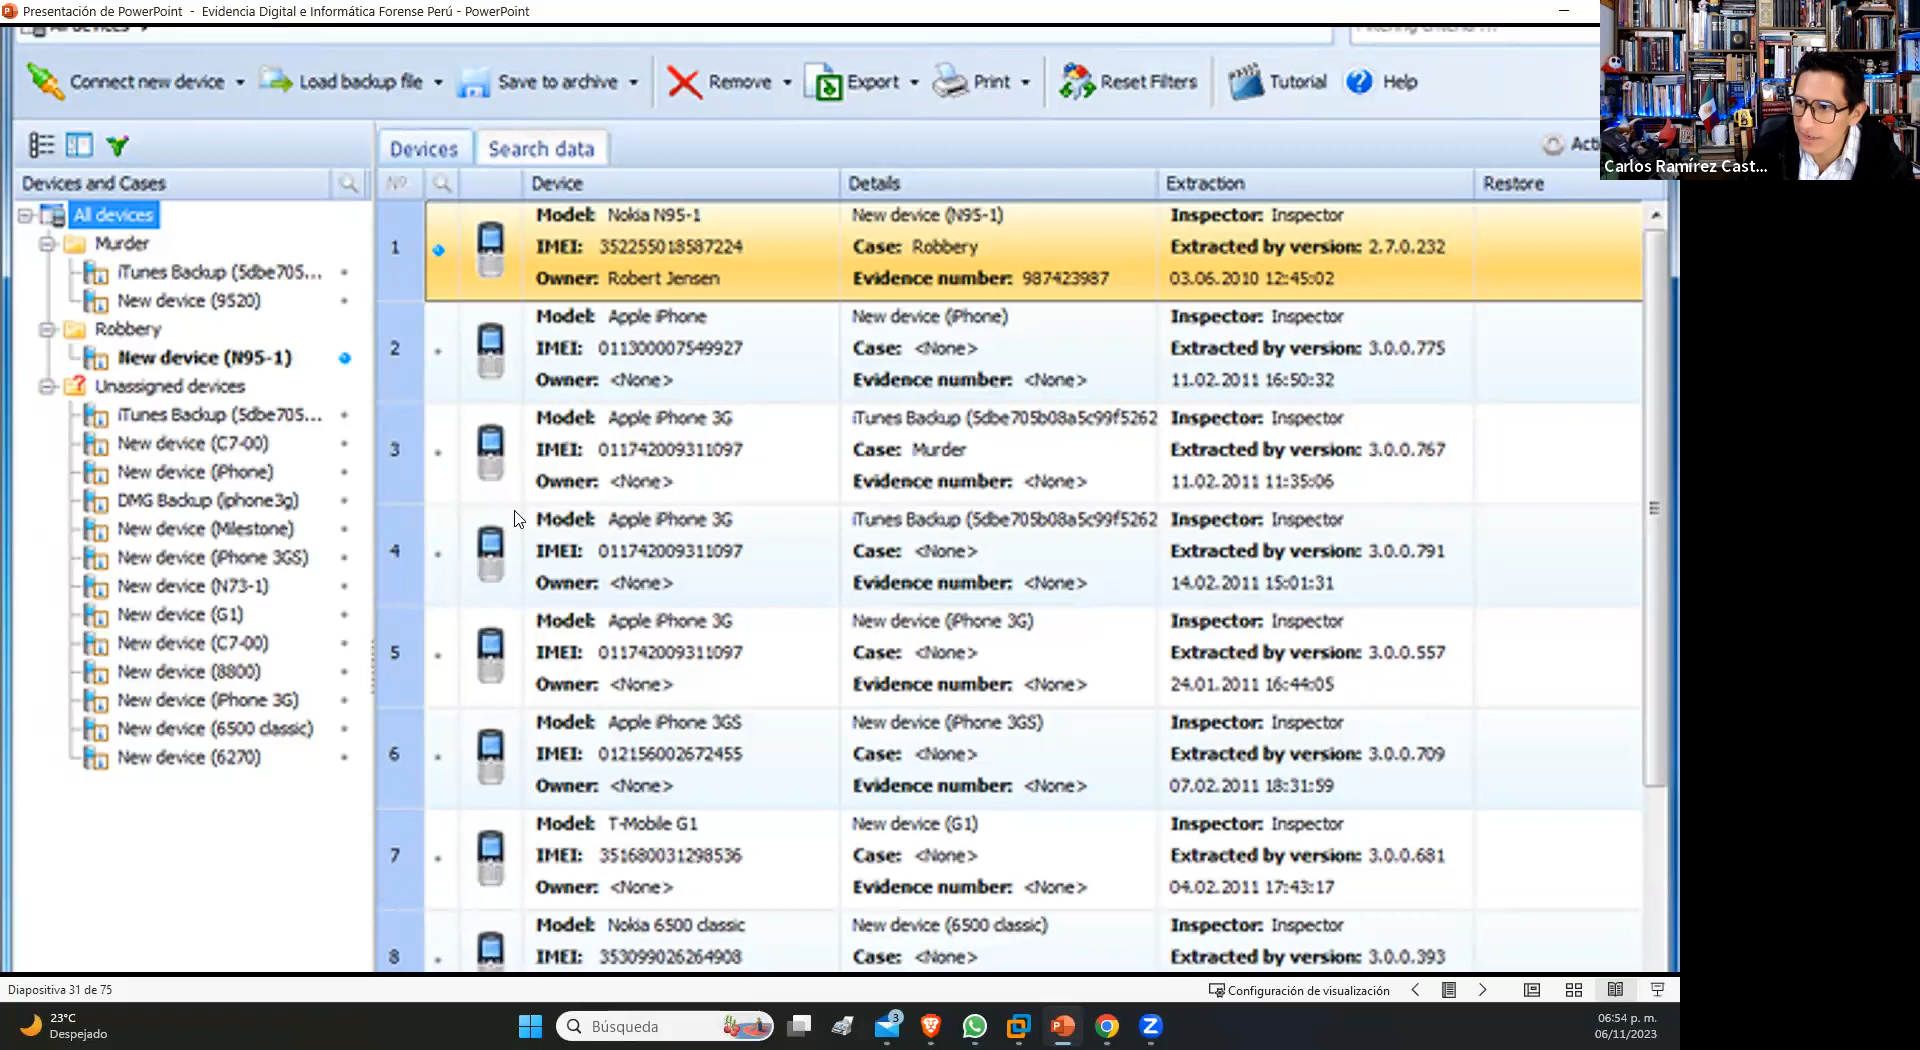 Presentación de PowerPoint - Evidencia Digital e Informática Forense Perú - PowerPoint
Connect new device
Load backup file
Save to archive
Remove
Export
Print
Reset Filters
Tutorial
Help
Carlos Ramírez Cast...
Devices
Search data
Devices and Cases
Nº
Device
Details
Extraction
Restore
All devices
Murder
iTunes Backup (5dbe705...
New device (9520)
Robbery
New device (N95-1)
Unassigned devices
iTunes Backup (5dbe705...
New device (C7-00)
New device (iPhone)
DMG Backup (iphone3g)
New device (Milestone)
New device (iPhone 3GS)
New device (N73-1)
New device (G1)
New device (C7-00)
New device (8800)
New device (iPhone 3G)
New device (6500 classic)
New device (6270)
1
Model: Nokia N95-1
IMEI: 352255018587224
Owner: Robert Jensen
New device (N95-1)
Case: Robbery
Evidence number: 987423987
Inspector: Inspector
Extracted by version: 2.7.0.232
03.06.2010 12:45:02
2
Model: Apple iPhone
IMEI: 011300007549927
Owner: <None>
New device (iPhone)
Case: <None>
Evidence number: <None>
Inspector: Inspector
Extracted by version: 3.0.0.775
11.02.2011 16:50:32
3
Model: Apple iPhone 3G
IMEI: 011742009311097
Owner: <None>
iTunes Backup (5dbe705b08a5c99f5262
Case: Murder
Evidence number: <None>
Inspector: Inspector
Extracted by version: 3.0.0.767
11.02.2011 11:35:06
4
Model: Apple iPhone 3G
IMEI: 011742009311097
Owner: <None>
iTunes Backup (5dbe705b08a5c99f5262
Case: <None>
Evidence number: <None>
Inspector: Inspector
Extracted by version: 3.0.0.791
14.02.2011 15:01:31
5
Model: Apple iPhone 3G
IMEI: 011742009311097
Owner: <None>
New device (iPhone 3G)
Case: <None>
Evidence number: <None>
Inspector: Inspector
Extracted by version: 3.0.0.557
24.01.2011 16:44:05
6
Model: Apple iPhone 3GS
IMEI: 012156002672455
Owner: <None>
New device (iPhone 3GS)
Case: <None>
Evidence number: <None>
Inspector: Inspector
Extracted by version: 3.0.0.709
07.02.2011 18:31:59
7
Model: T-Mobile G1
IMEI: 351680031298536
Owner: <None>
New device (G1)
Case: <None>
Evidence number: <None>
Inspector: Inspector
Extracted by version: 3.0.0.681
04.02.2011 17:43:17
8
Model: Nokia 6500 classic
IMEI: 353099026264908
New device (6500 classic)
Case: <None>
Inspector: Inspector
Extracted by version: 3.0.0.393
Diapositiva 31 de 75
Configuración de visualización
23°C
Despejado
Búsqueda
3
06:54 p. m.
06/11/2023